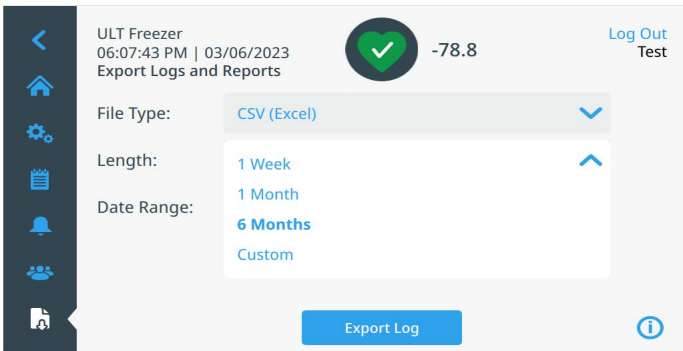 ULT Freezer
06:07:43 PM | 03/06/2023
Export Logs and Reports
-78.8
Log Out
Test
File Type:
CSV (Excel)
Length:
1 Week
1 Month
Date Range:
6 Months
Custom
Export Log